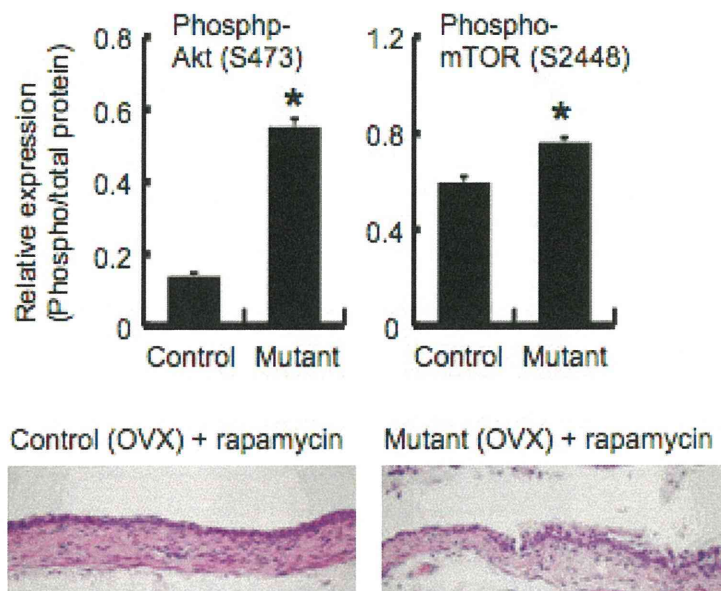 Phosphp-
Akt (S473)
Phospho-
mTOR (S2448)
Relative expression
(Phospho/total protein)
0.8
0.6
0.4
0.2
0
*
Control Mutant
1.2
0.8
0.4
0
*
Control Mutant
Control (OVX) + rapamycin
Mutant (OVX) + rapamycin